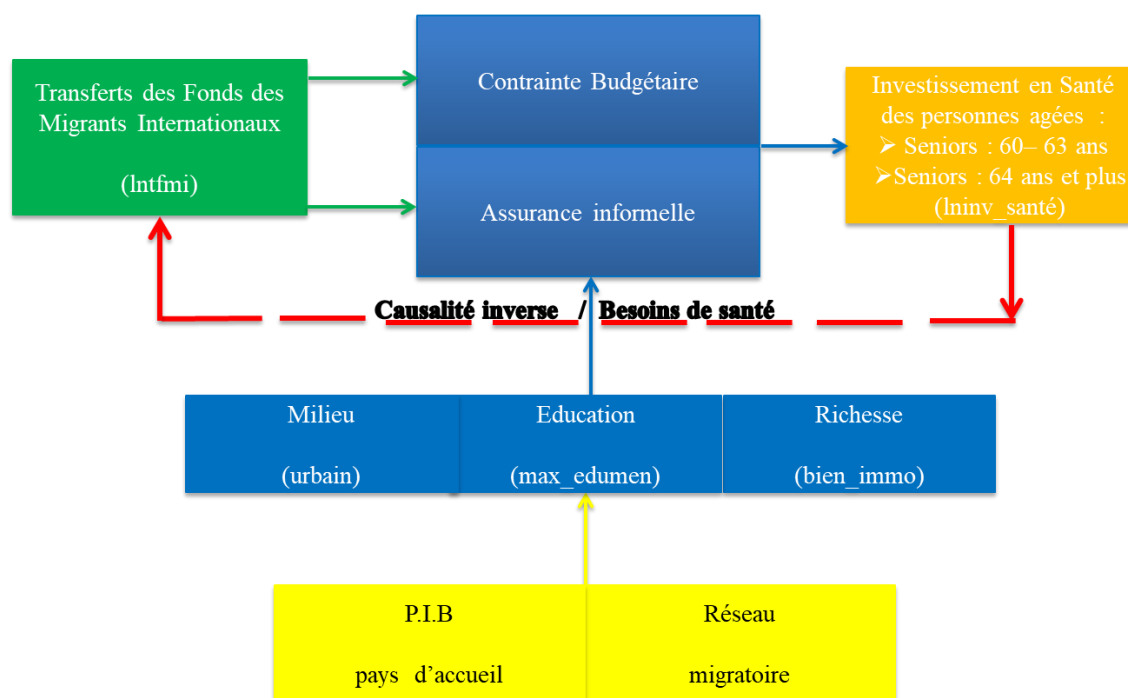 Transferts des Fonds des
Migrants Internationaux
(lntfmi)
Contrainte Budgétaire
Assurance informelle
Investissement en Santé
des personnes agées :
➢ Seniors : 60– 63 ans
➢Seniors : 64 ans et plus
(lninv_santé)
Causalité inverse / Besoins de santé
Milieu
(urbain)
Education
(max_edumen)
Richesse
(bien_immo)
P.I.B
pays d’accueil
Réseau
migratoire